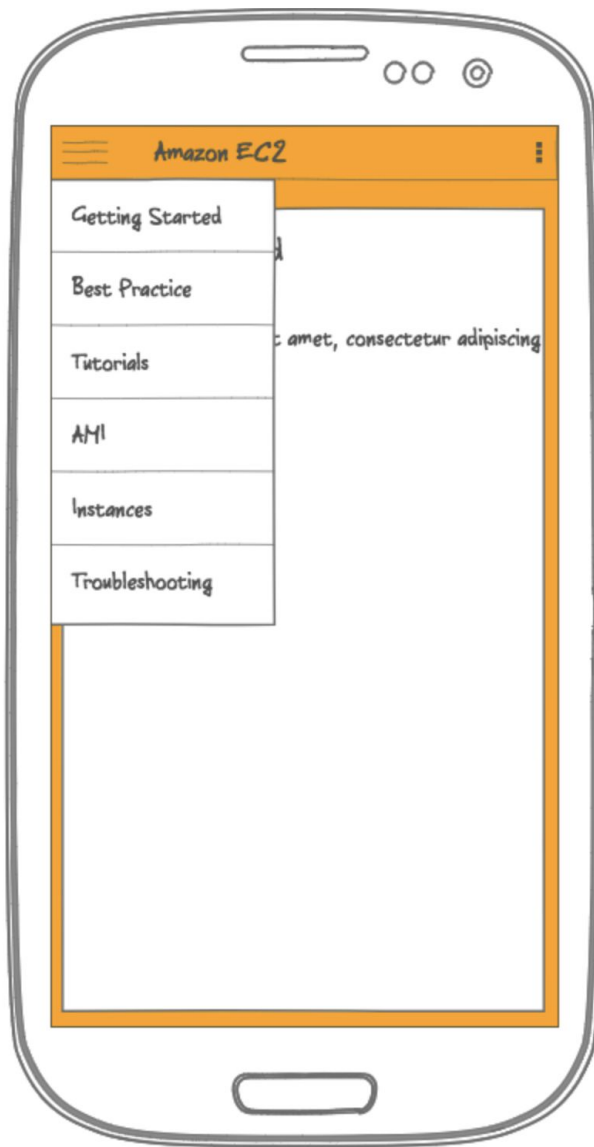 Amazon EC2
Getting Started
d
Best Practice
amet, consectetur adipiscing
Tutorials
AMI
Instances
Troubleshooting